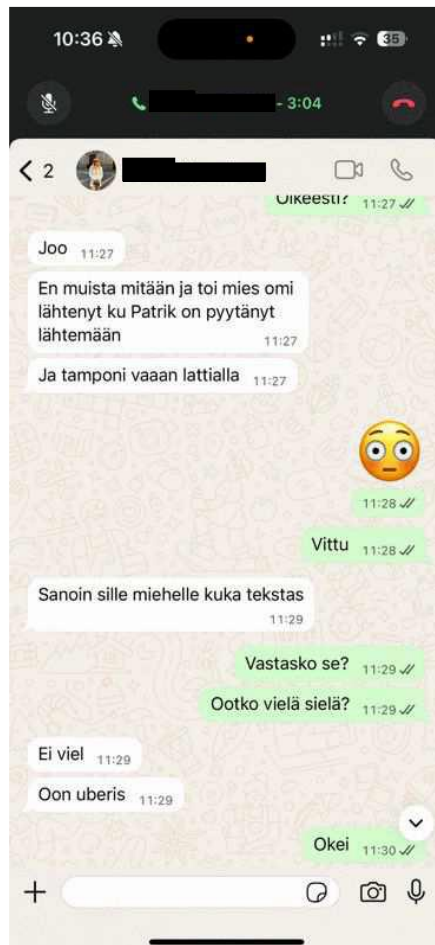 10:36
35
- 3:04
2
Oikeesti? 11:27
Joo 11:27
En muista mitään ja toi mies omi
lähtenyt ku Patrik on pyytänyt
lähtemään 11:27
Ja tamponi vaaan lattialla 11:27
11:28
Vittu 11:28
Sanoin sille miehelle kuka tekstas
11:29
Vastasko se? 11:29
Ootko vielä sielä? 11:29
Ei viel 11:29
Oon uberis 11:29
Okei 11:30